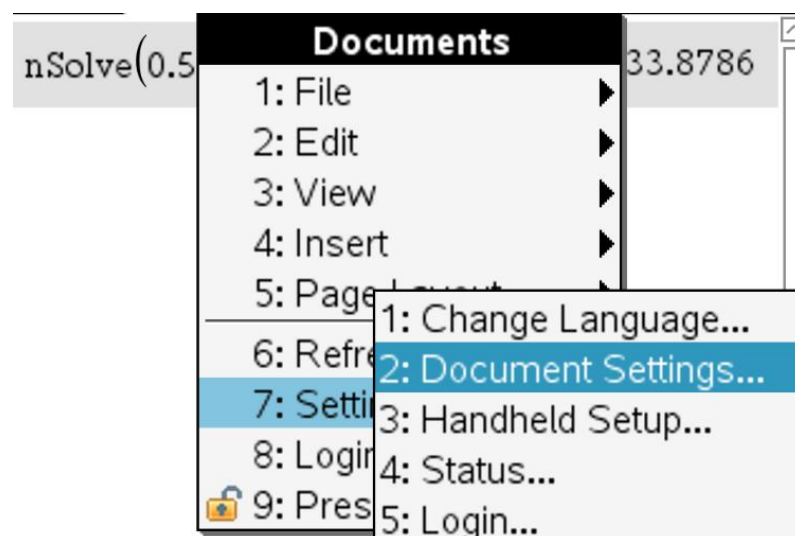 nSolve(0.5
33.8786
Documents
1: File
2: Edit
3: View
4: Insert
5: Page
6: Refre
7: Settin
8: Login
9: Pres
1: Change Language...
2: Document Settings...
3: Handheld Setup...
4: Status...
5: Login...